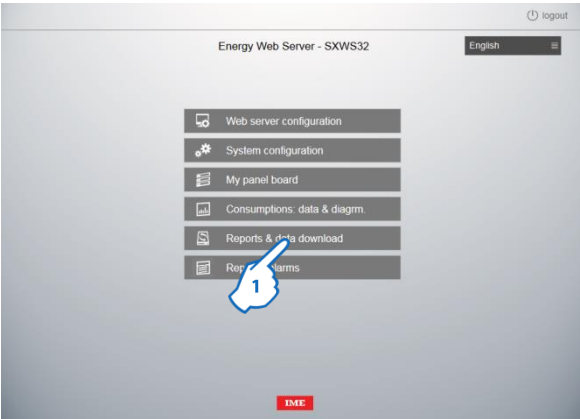 logout
Energy Web Server - SXWS32
English
Web server configuration
System configuration
My panel board
Consumptions: data & diagrm.
Reports & data download
alarms
1
IME